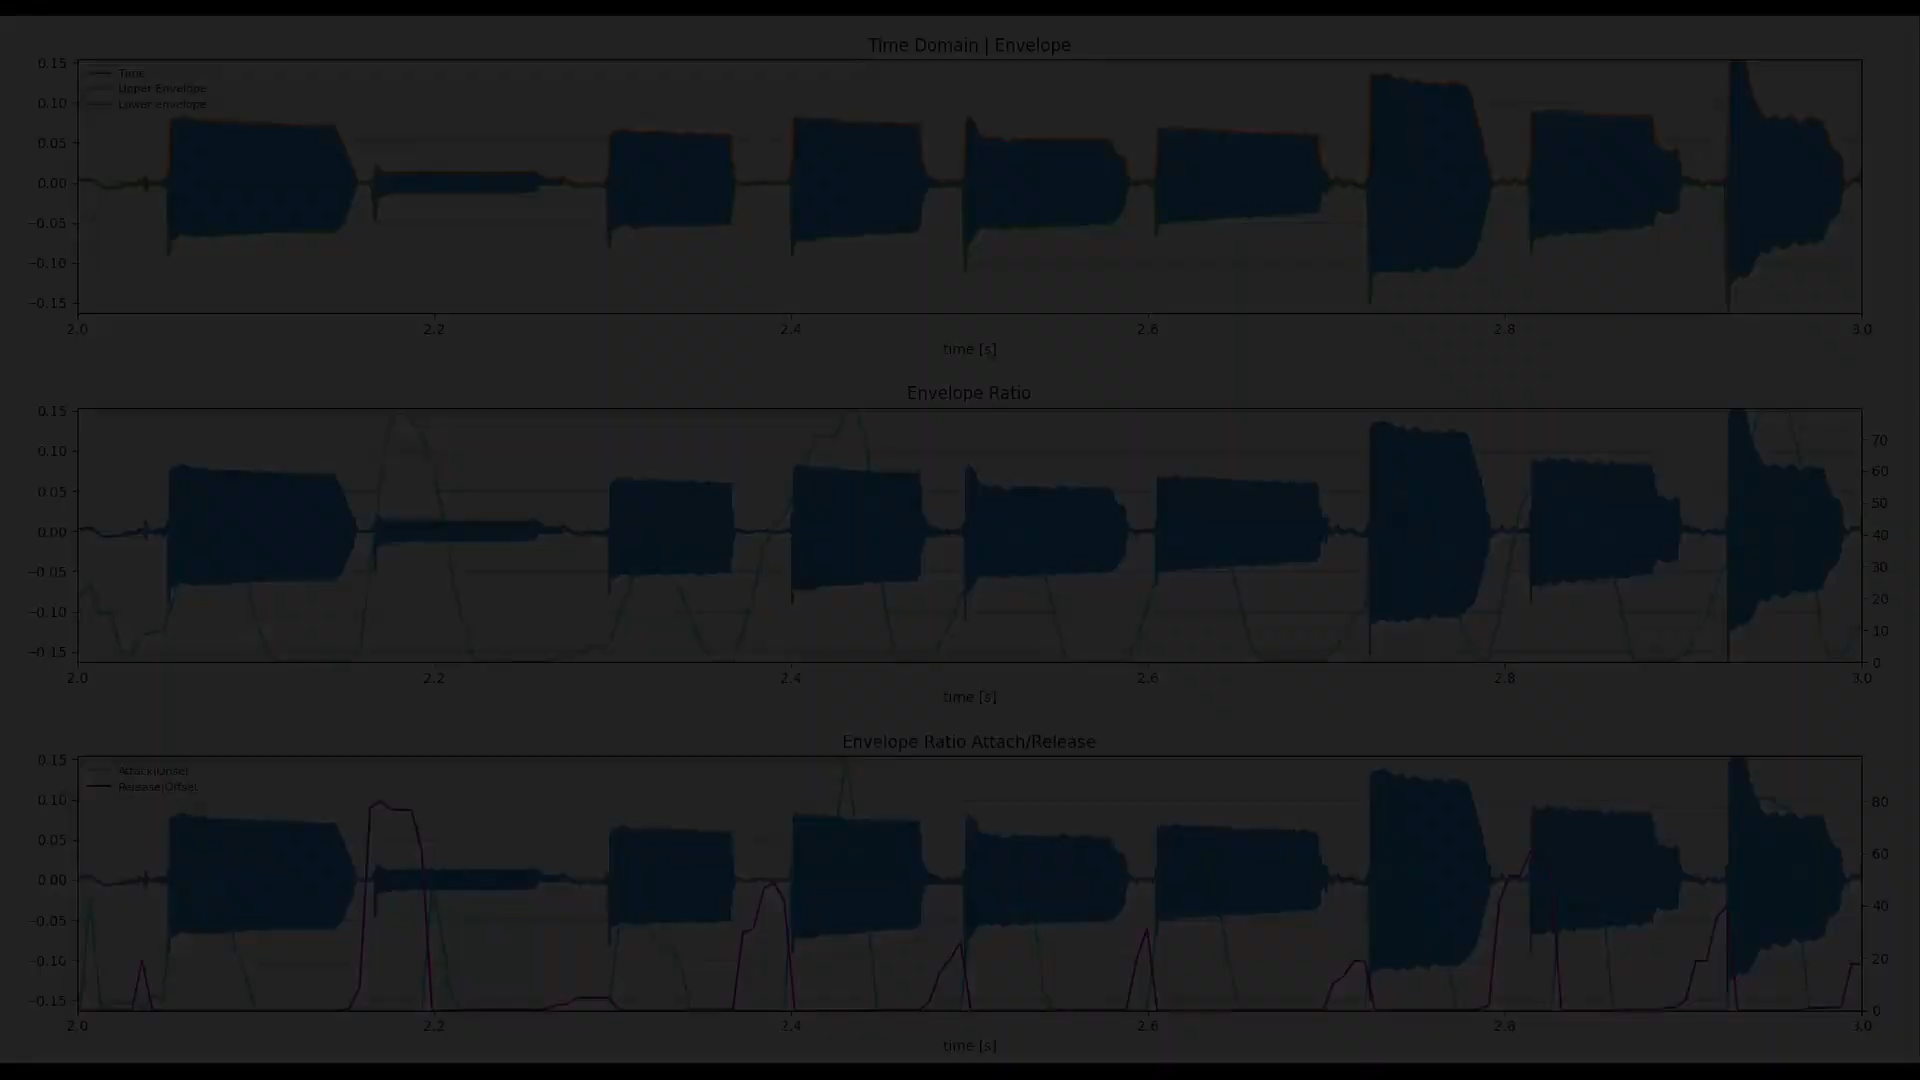 Time Domain | Envelope
0.15
Time
Upper Envelope
0.10
Lower envelope
0.05
0.00
−0.05
−0.10
−0.15
2.0 2.2 2.4 2.6 2.8 3.0
time [s]
Envelope Ratio
0.15
70
0.10
60
0.05
50
0.00
40
−0.05
30
−0.10
20
10
−0.15
0
2.0 2.2 2.4 2.6 2.8 3.0
time [s]
Envelope Ratio Attach/Release
0.15
Attack|Onset
Release|Offset
0.10 80
0.05
60
0.00
−0.05 40
−0.10 20
−0.15 0
2.0 2.2 2.4 2.6 2.8 3.0
time [s]